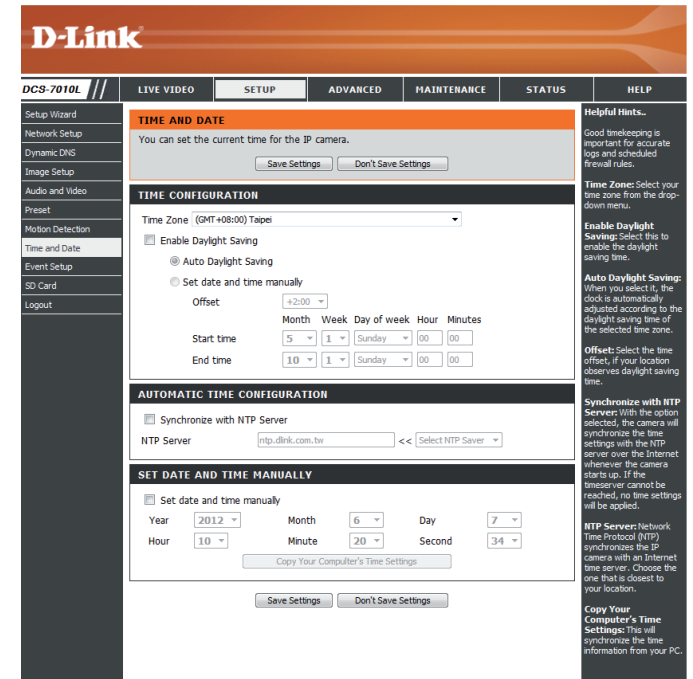 D-Link
DCS-7010L // LIVE VIDEO SETUP ADVANCED MAINTENANCE STATUS HELP
Setup Wizard
Network Setup
Dynamic DNS
Image Setup
Audio and Video
Preset
Motion Detection
Time and Date
Event Setup
SD Card
Logout
TIME AND DATE
You can set the current time for the IP camera.
Save Settings Don't Save Settings
TIME CONFIGURATION
Time Zone (GMT+08:00) Taipei
Enable Daylight Saving
Auto Daylight Saving
Set date and time manually
Offset +2:00
Month Week Day of week Hour Minutes
Start time 5 1 Sunday 00 00
End time 10 1 Sunday 00 00
AUTOMATIC TIME CONFIGURATION
Synchronize with NTP Server
NTP Server ntp.dlink.com.tw << Select NTP Saver
SET DATE AND TIME MANUALLY
Set date and time manually
Year 2012 Month 6 Day 7
Hour 10 Minute 20 Second 34
Copy Your Compulter's Time Settings
Save Settings Don't Save Settings
Helpful Hints..
Good timekeeping is
important for accurate
logs and scheduled
firewall rules.
Time Zone: Select your
time zone from the drop-
down menu.
Enable Daylight
Saving: Select this to
enable the daylight
saving time.
Auto Daylight Saving:
When you select it, the
clock is automatically
adjusted according to the
daylight saving time of
the selected time zone.
Offset: Select the time
offset, if your location
observes daylight saving
time.
Synchronize with NTP
Server: With the option
selected, the camera will
synchronize the time
settings with the NTP
server over the Internet
whenever the camera
starts up. If the
timeserver cannot be
reached, no time settings
will be applied.
NTP Server: Network
Time Protocol (NTP)
synchronizes the IP
camera with an Internet
time server. Choose the
one that is closest to
your location.
Copy Your
Computer's Time
Settings: This will
synchronize the time
information from your PC.